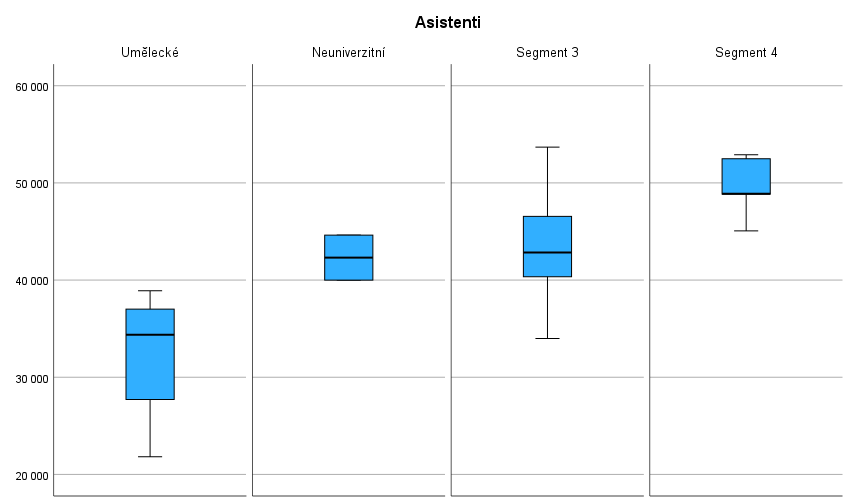 Asistenti
Umělecké
Neuniverzitní
Segment 3
Segment 4
60 000
50 000
40 000
30 000
20 000